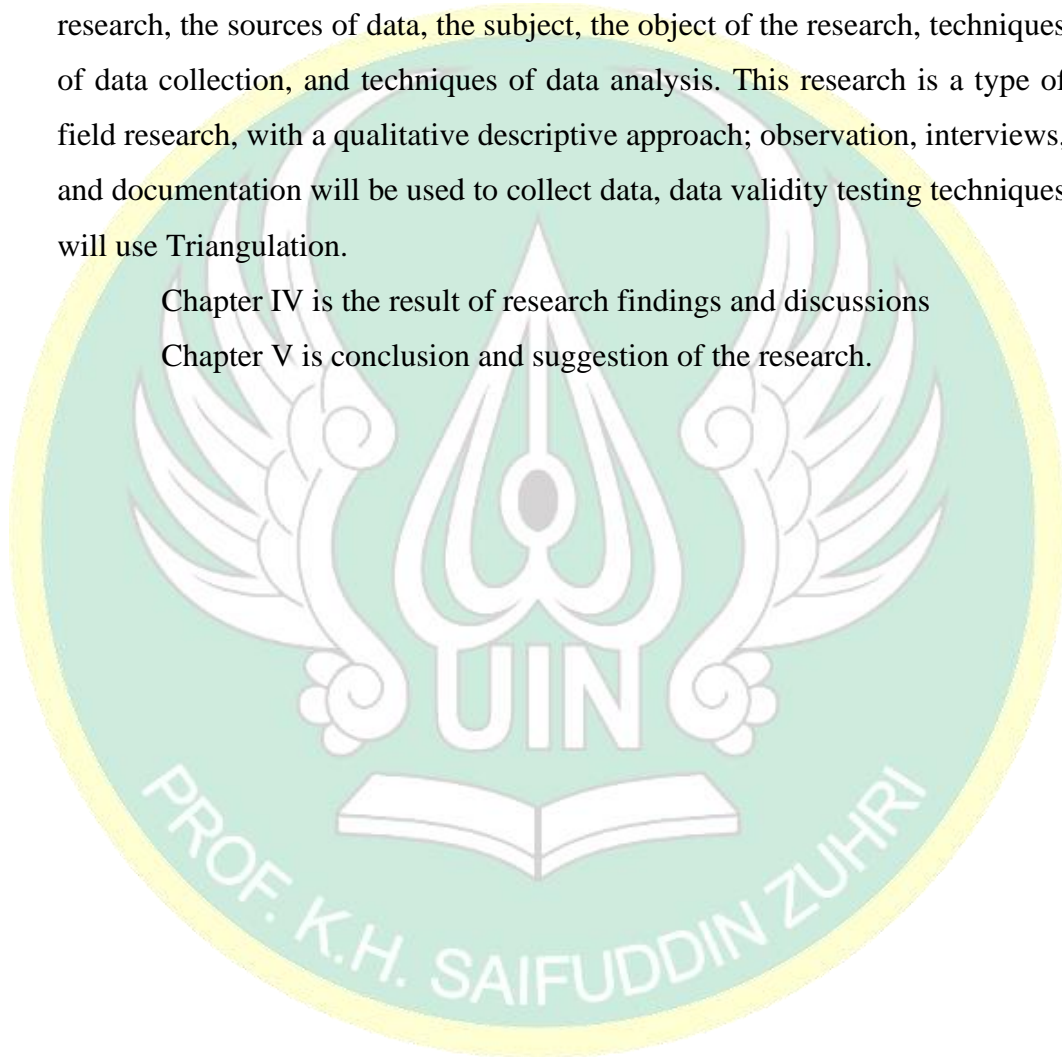 research, the sources of data, the subject, the object of the research, techniques
of data collection, and techniques of data analysis. This research is a type of
field research, with a qualitative descriptive approach; observation, interviews,
and documentation will be used to collect data, data validity testing techniques
will use Triangulation.
Chapter IV is the result of research findings and discussions
Chapter V is conclusion and suggestion of the research.
UIN
PROF. K.H. SAIFUDDIN ZUHRI